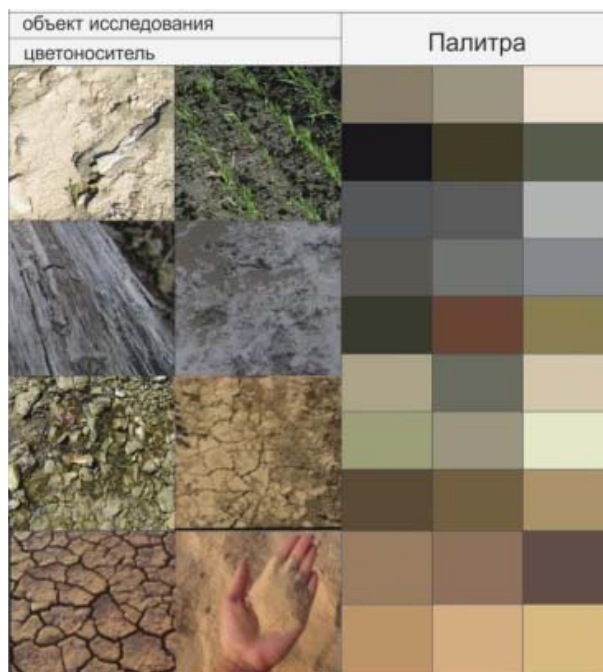 объект исследования
цветоноситель
Палитра